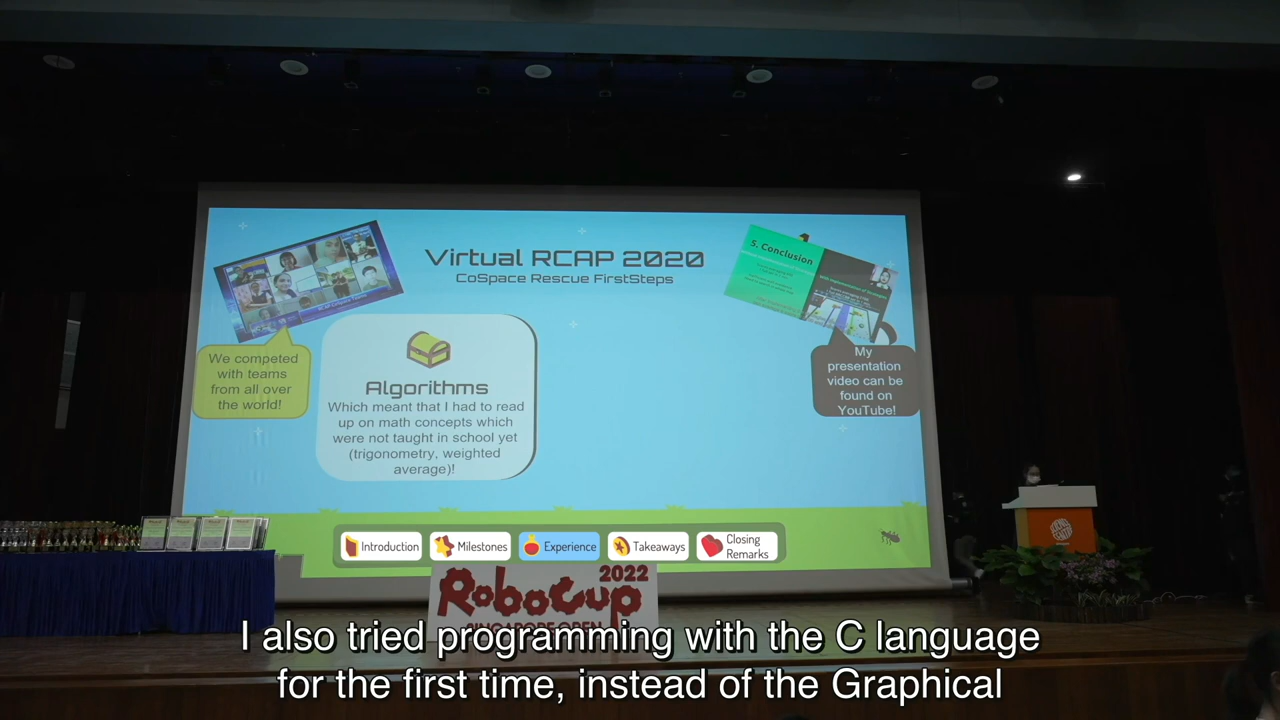 Virtual RCAP 2020
CoSpace Rescue FirstSteps
5. Conclusion
We competed
with teams
from all over
the world!
Algorithms
Which meant that I had to read
up on math concepts which
were not taught in school yet
(trigonometry, weighted
average)!
My
presentation
video can be
found on
YouTube!
Introduction
Milestones
Experience
Takeaways
Closing
Remarks
2022
RoboCup
SINGAPORE OPEN
I also tried programming with the C language
for the first time, instead of the Graphical